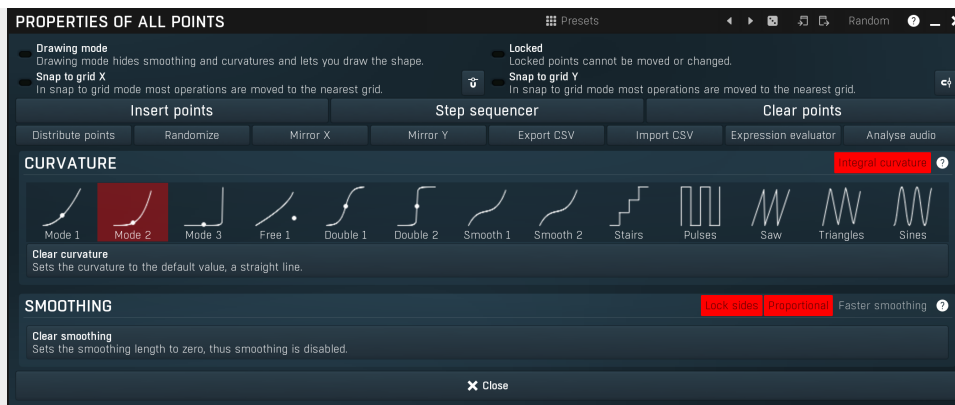 PROPERTIES OF ALL POINTS Presets Random ?
Drawing mode
Drawing mode hides smoothing and curvatures and lets you draw the shape.
Locked
Locked points cannot be moved or changed.
Snap to grid X
In snap to grid mode most operations are moved to the nearest grid.
Snap to grid Y
In snap to grid mode most operations are moved to the nearest grid.
Insert points Step sequencer Clear points
Distribute points Randomize Mirror X Mirror Y Export CSV Import CSV Expression evaluator Analyse audio
CURVATURE Integral curvature ?
Mode 1 Mode 2 Mode 3 Free 1 Double 1 Double 2 Smooth 1 Smooth 2 Stairs Pulses Saw Triangles Sines
Clear curvature
Sets the curvature to the default value, a straight line.
SMOOTHING Lock sides Proportional Faster smoothing ?
Clear smoothing
Sets the smoothing length to zero, thus smoothing is disabled.
Close